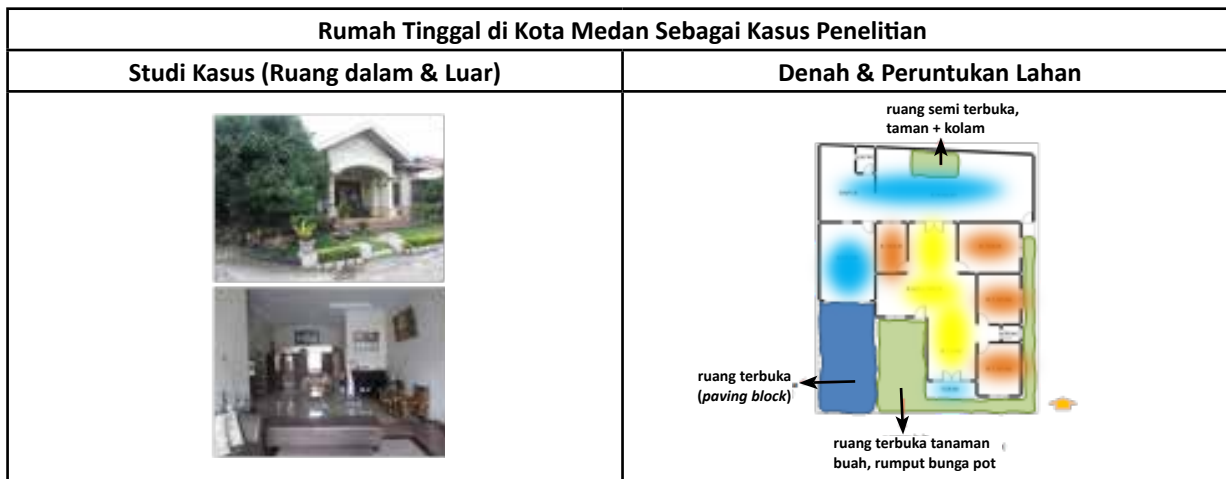 Rumah Tinggal di Kota Medan Sebagai Kasus Penelitian
Studi Kasus (Ruang dalam & Luar)
Denah & Peruntukan Lahan
ruang semi terbuka,
taman + kolam
ruang terbuka
(paving block)
ruang terbuka tanaman
buah, rumput bunga pot